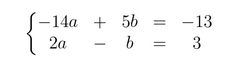 −14a + 5b = −13
2a − b = 3